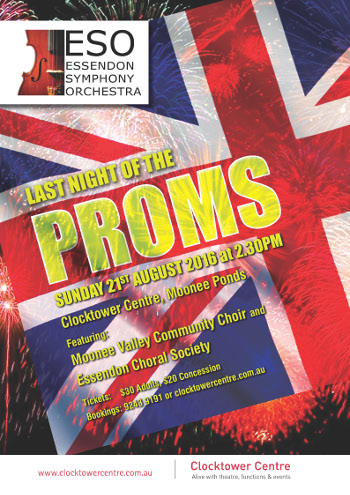 ESO
ESSENDON
SYMPHONY
ORCHESTRA
LAST NIGHT OF THE
PROMS
SUNDAY 21ST AUGUST 2016 at 2.30PM
Clocktower Centre, Moonee Ponds
Featuring:
Moonee Valley Community Choir and
Essendon Choral Society
Tickets: $30 Adults, $20 Concession
Bookings: 9243 9191 or clocktowercentre.com.au
www.clocktowercentre.com.au
Clocktower Centre
Alive with theatre, functions & events